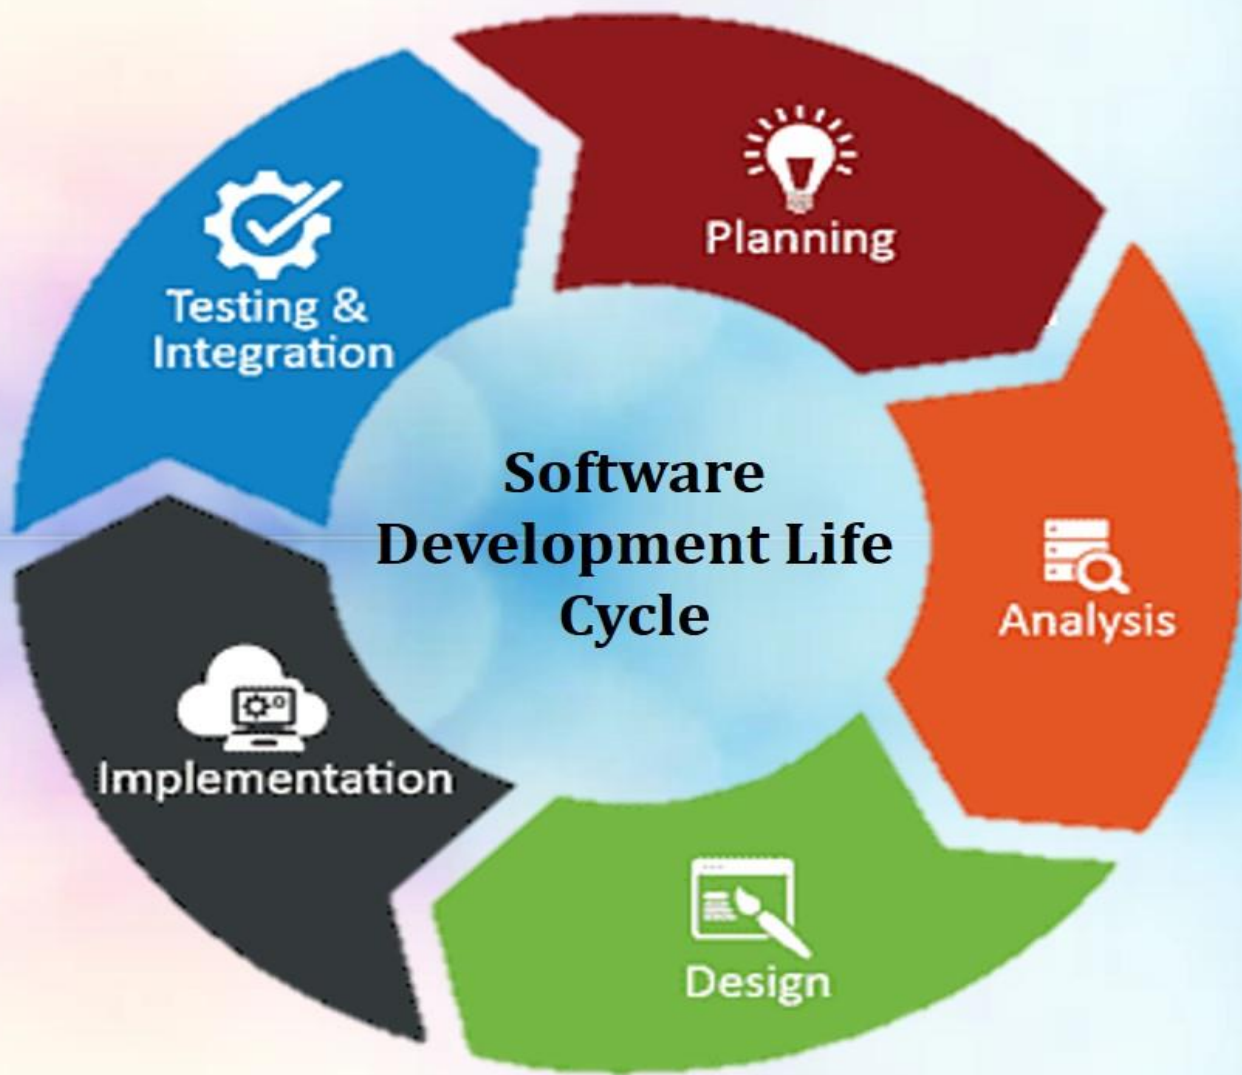 Planning
Testing &
Integration
Software
Development Life
Cycle
Analysis
Implementation
Design